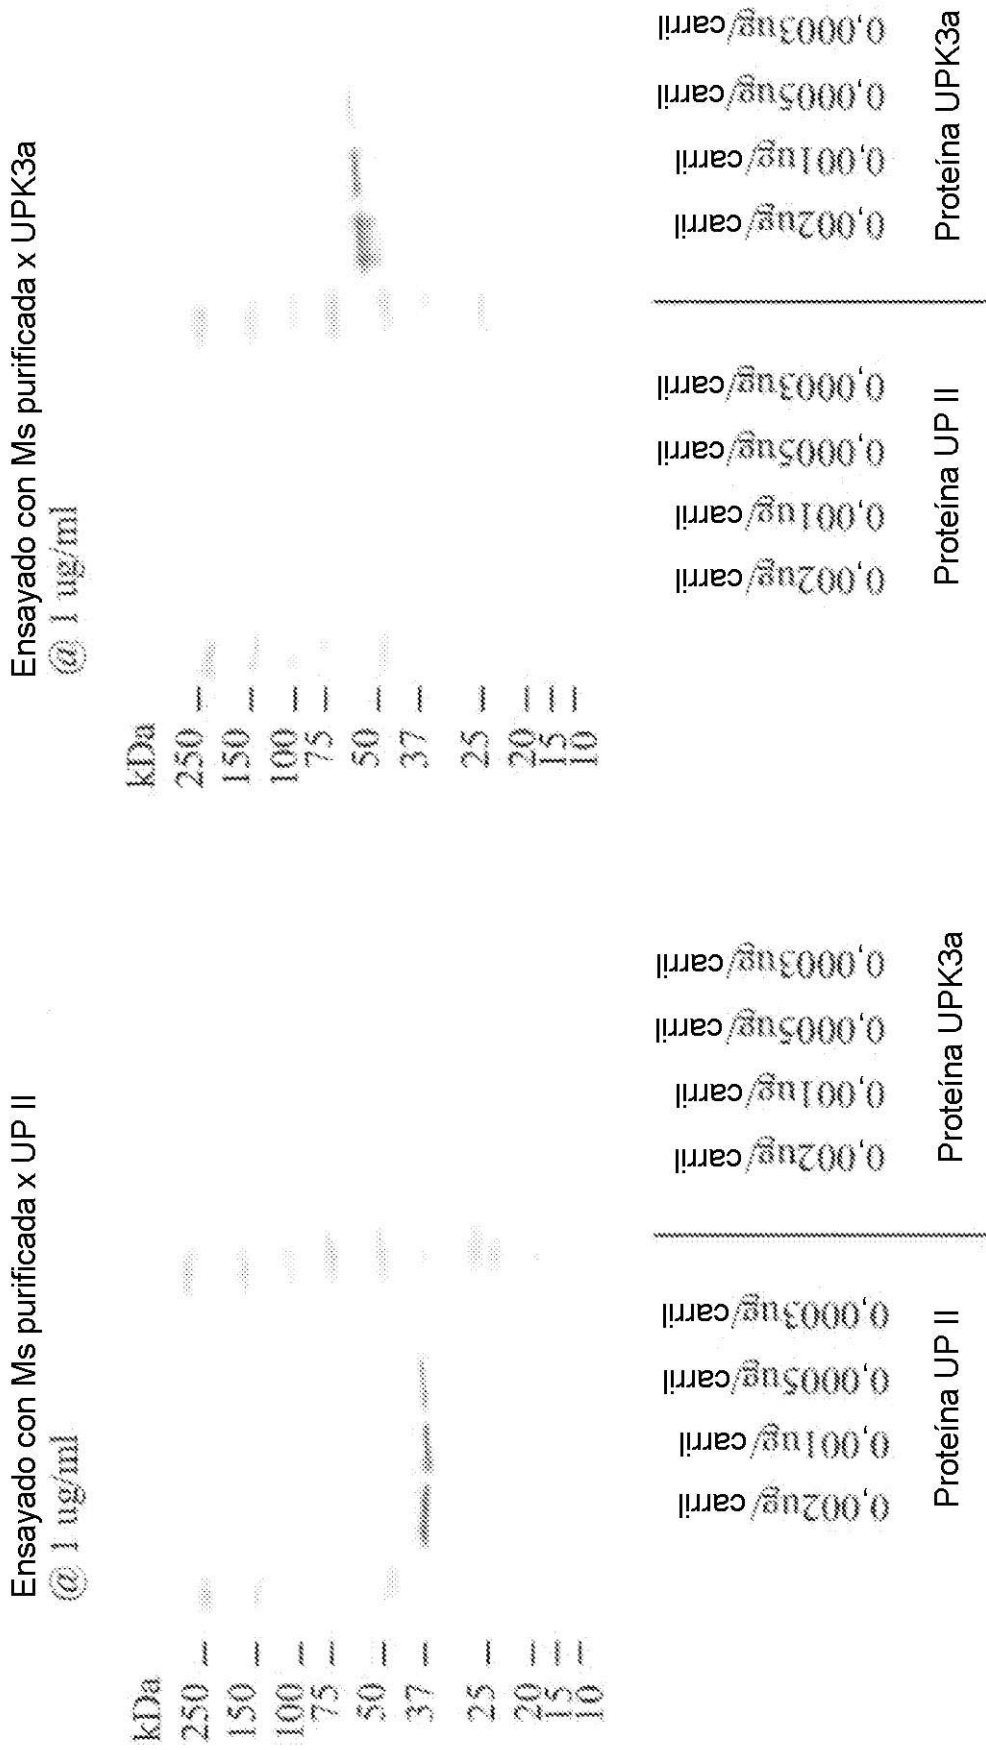 Ensayado con Ms purificada x UP II
@ 1 ug/ml
kDa
250
150
100
75
50
37
25
20
15
10
0,002ug/carril
0,001ug/carril
0,0005ug/carril
0,0003ug/carril
0,002ug/carril
0,001ug/carril
0,0005ug/carril
0,0003ug/carril
Proteína UP II
Proteína UPK3a
Ensayado con Ms purificada x UPK3a
@ 1 ug/ml
kDa
250
150
100
75
50
37
25
20
15
10
0,002ug/carril
0,001ug/carril
0,0005ug/carril
0,0003ug/carril
0,002ug/carril
0,001ug/carril
0,0005ug/carril
0,0003ug/carril
Proteína UP II
Proteína UPK3a